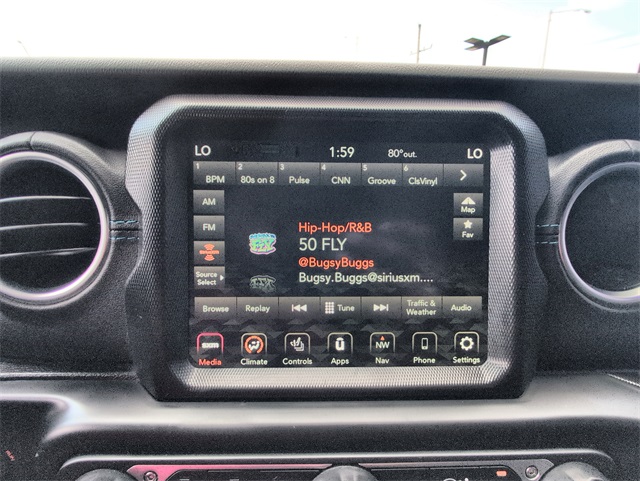 LO 1:59 80°out. LO
1 BPM 2 80s on 8 3 Pulse 4 CNN 5 Groove 6 ClsVinyl
AM
Map
FM
Fav
Hip-Hop/R&B
50 FLY
@BugsyBuggs
Bugsy.Buggs@siriusxm....
Source
Select
Browse Replay Tune Traffic & Weather Audio
SXM NW
Media Climate Controls Apps Nav Phone Settings